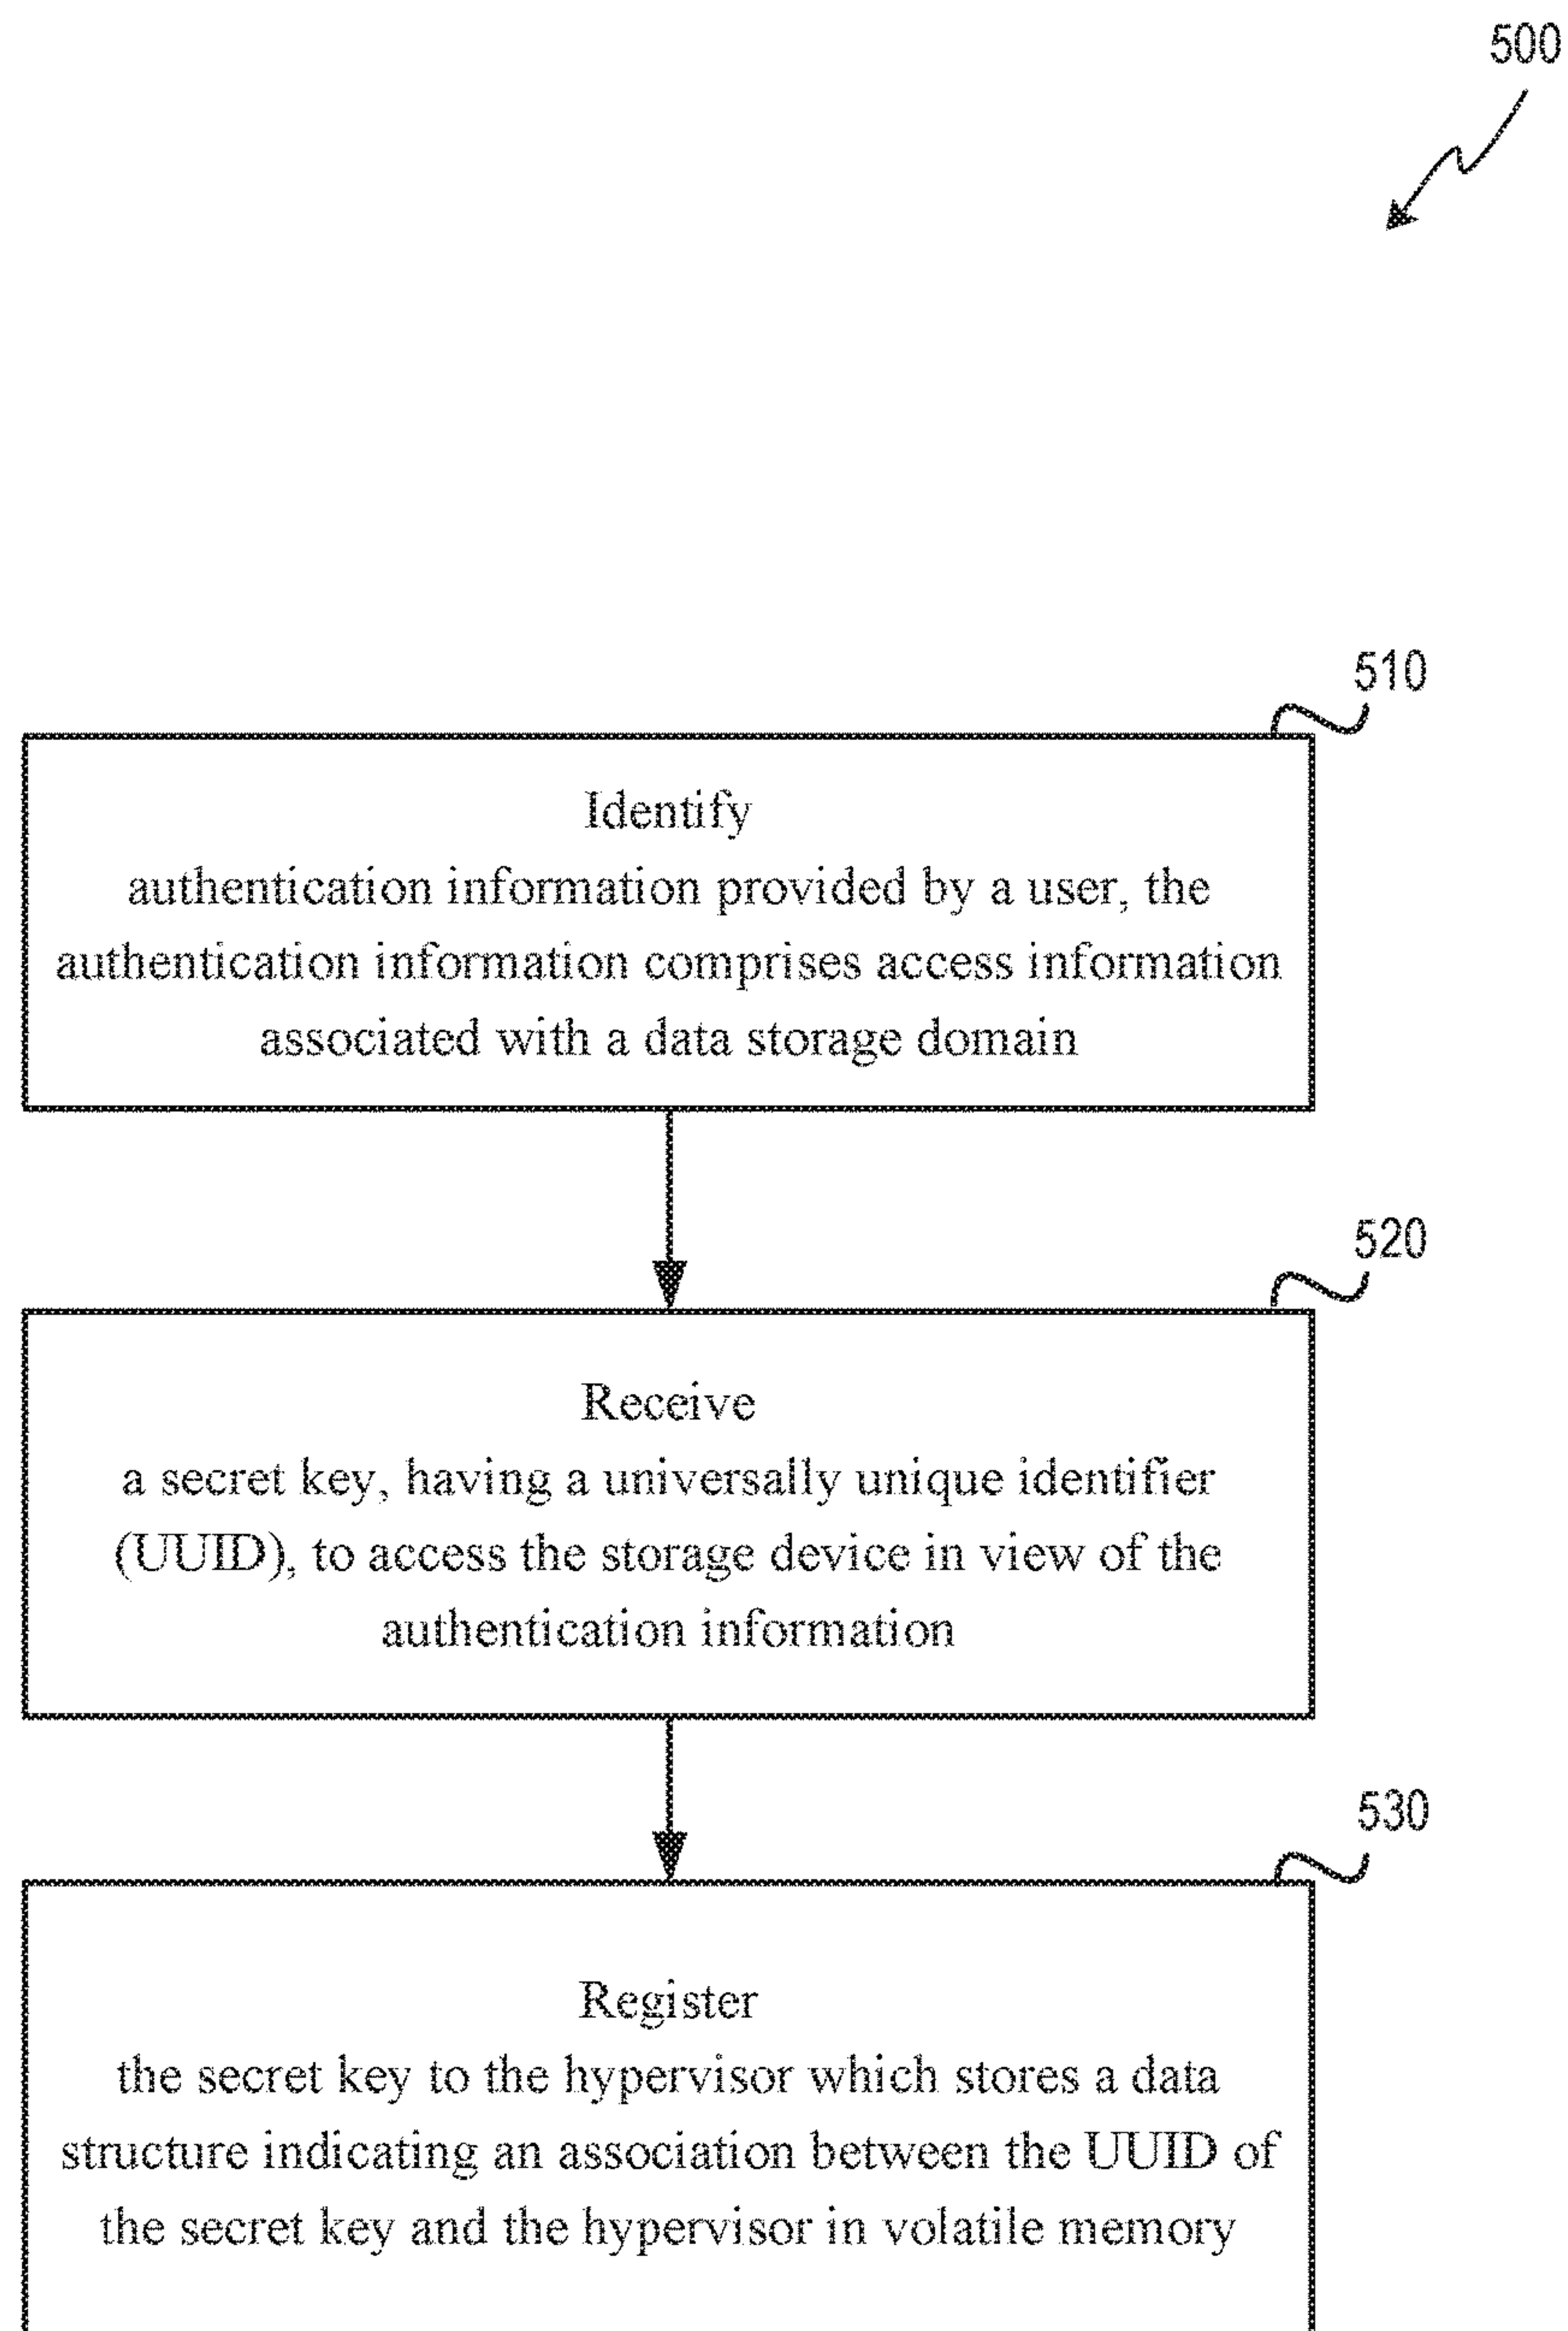 500
510
Identify
authentication information provided by a user, the
authentication information comprises access information
associated with a data storage domain
520
Receive
a secret key, having a universally unique identifier
(UUID), to access the storage device in view of the
authentication information
530
Register
the secret key to the hypervisor which stores a data
structure indicating an association between the UUID of
the secret key and the hypervisor in volatile memory